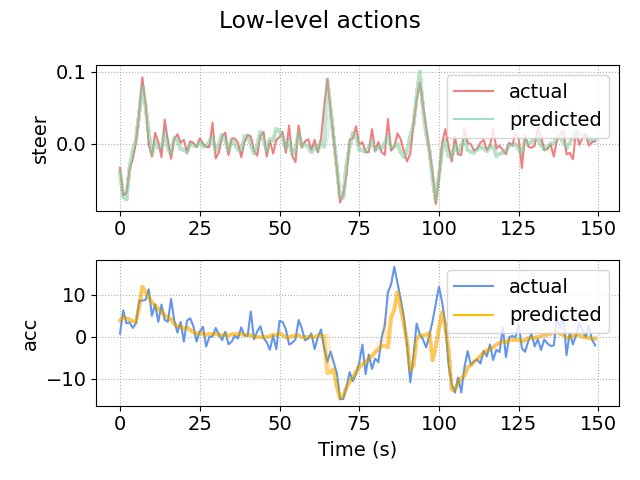 Low-level actions
0.1
0.0
steer
actual
predicted
0 25 50 75 100 125 150
10
0
−10
acc
actual
predicted
0 25 50 75 100 125 150
Time (s)